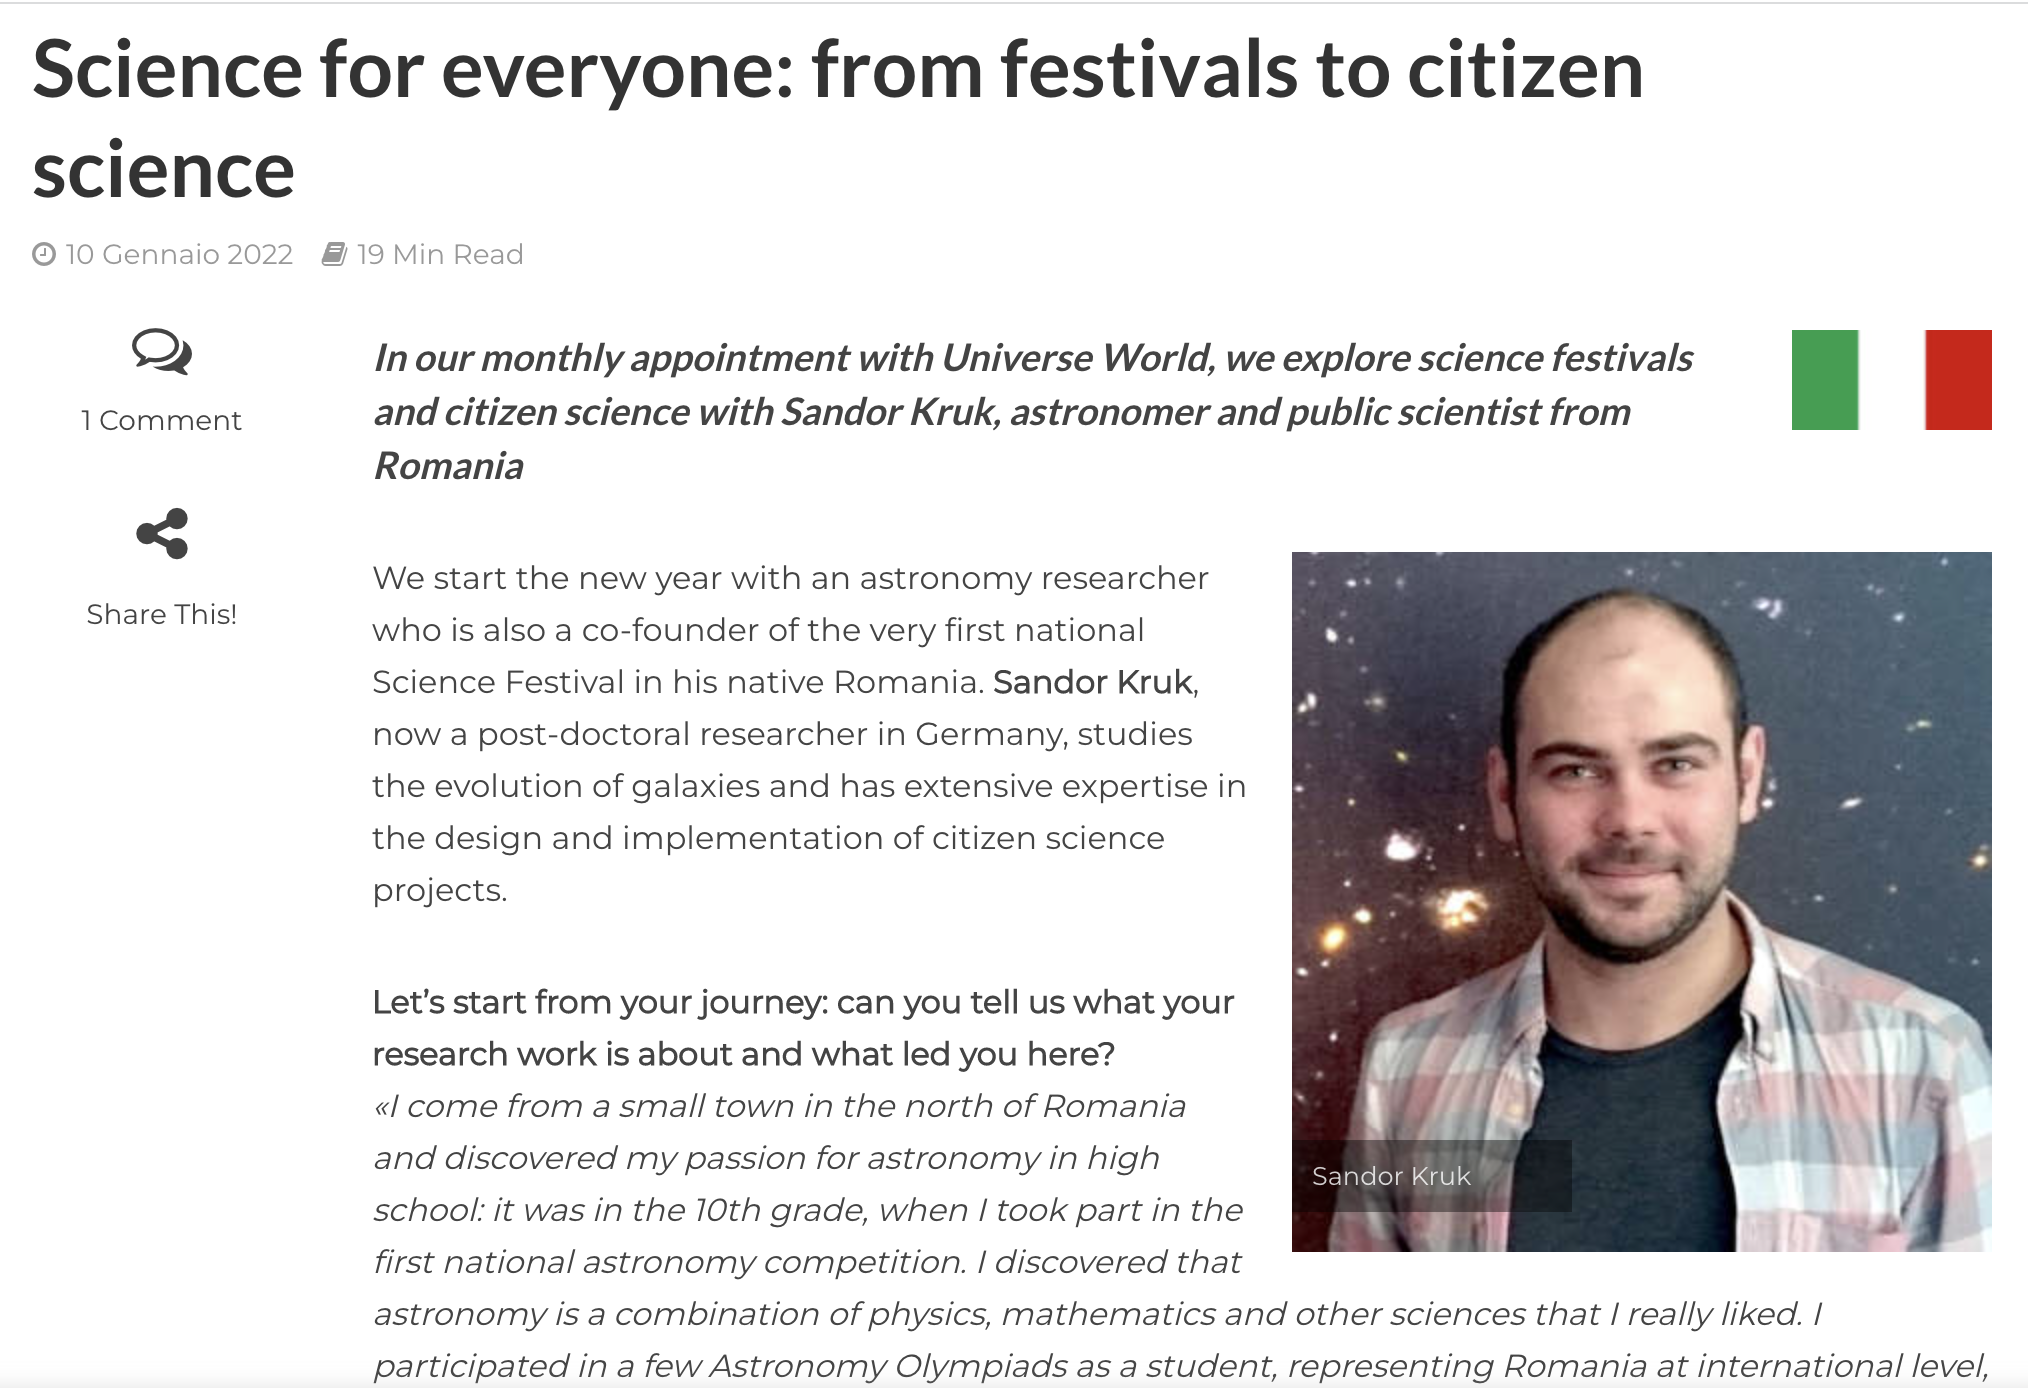 Science for everyone: from festivals to citizen
science
10 Gennaio 2022 19 Min Read
1 Comment
Share This!
In our monthly appointment with Universe World, we explore science festivals
and citizen science with Sandor Kruk, astronomer and public scientist from
Romania
We start the new year with an astronomy researcher
who is also a co-founder of the very first national
Science Festival in his native Romania. Sandor Kruk,
now a post-doctoral researcher in Germany, studies
the evolution of galaxies and has extensive expertise in
the design and implementation of citizen science
projects.
Let’s start from your journey: can you tell us what your
research work is about and what led you here?
«I come from a small town in the north of Romania
and discovered my passion for astronomy in high
school: it was in the 10th grade, when I took part in the
first national astronomy competition. I discovered that
astronomy is a combination of physics, mathematics and other sciences that I really liked. I
participated in a few Astronomy Olympiads as a student, representing Romania at international level,
Sandor Kruk